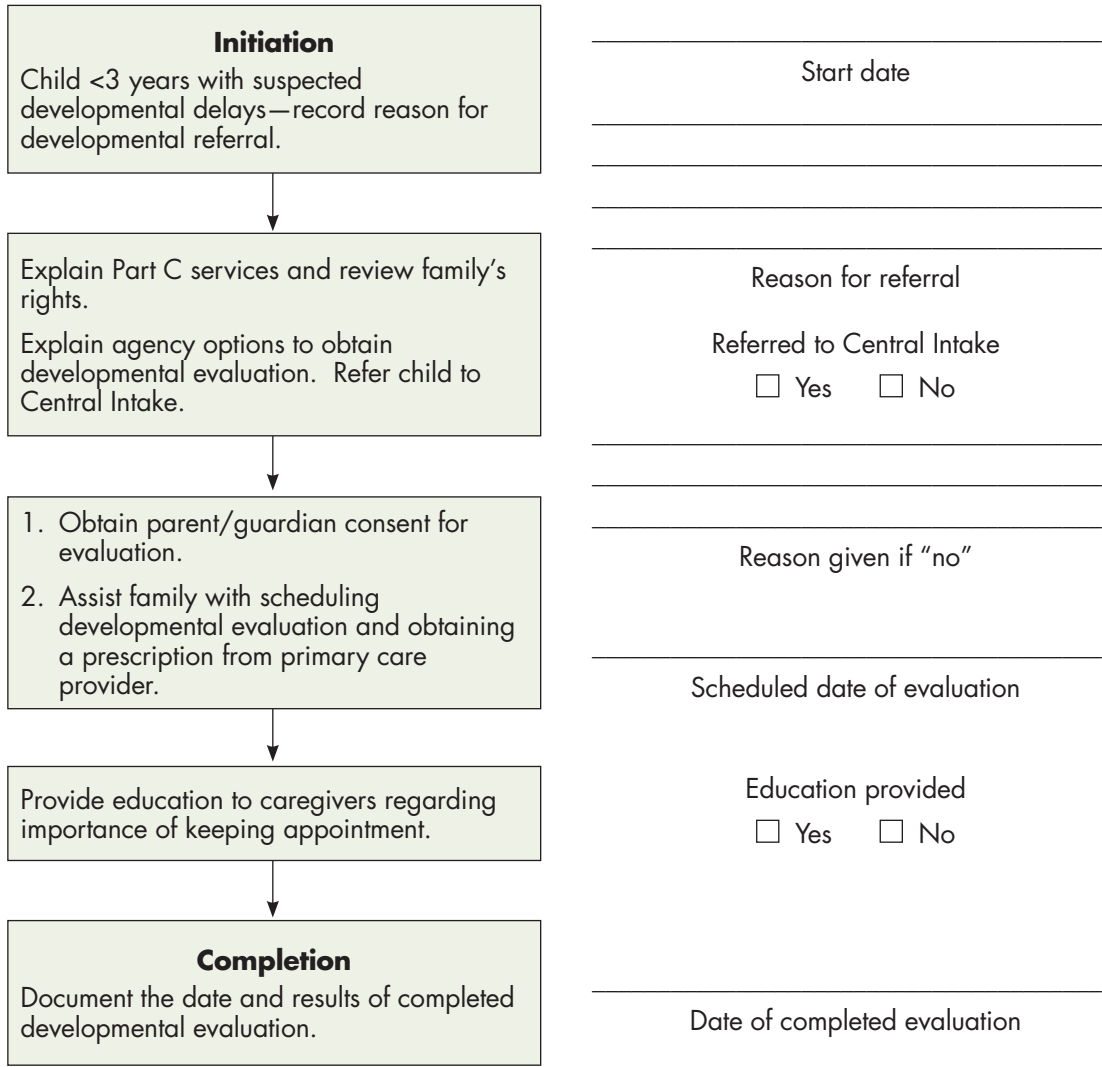 Initiation
Child <3 years with suspected
developmental delays—record reason for
developmental referral.
Explain Part C services and review family’s
rights.
Explain agency options to obtain
developmental evaluation.  Refer child to
Central Intake.
1. Obtain parent/guardian consent for
evaluation.
2. Assist family with scheduling
developmental evaluation and obtaining
a prescription from primary care
provider.
Provide education to caregivers regarding
importance of keeping appointment.
Completion
Document the date and results of completed
developmental evaluation.
Start date
Reason for referral
Referred to Central Intake
☐ Yes ☐ No
Reason given if “no”
Scheduled date of evaluation
Education provided
☐ Yes ☐ No
Date of completed evaluation